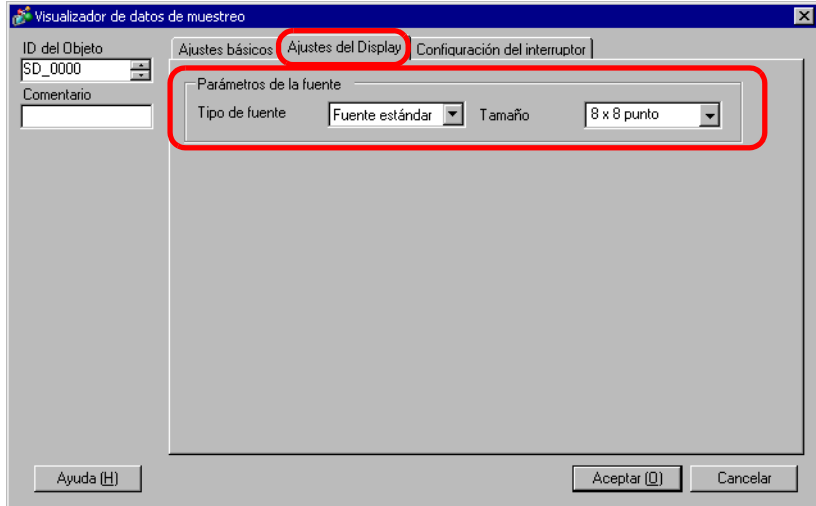 Visualizador de datos de muestreo
ID del Objeto
SD_0000
Comentario
Ajustes básicos
Ajustes del Display
Configuración del interruptor
Parámetros de la fuente
Tipo de fuente
Fuente estándar
Tamaño
8 x 8 punto
Ayuda (H)
Aceptar (O)
Cancelar